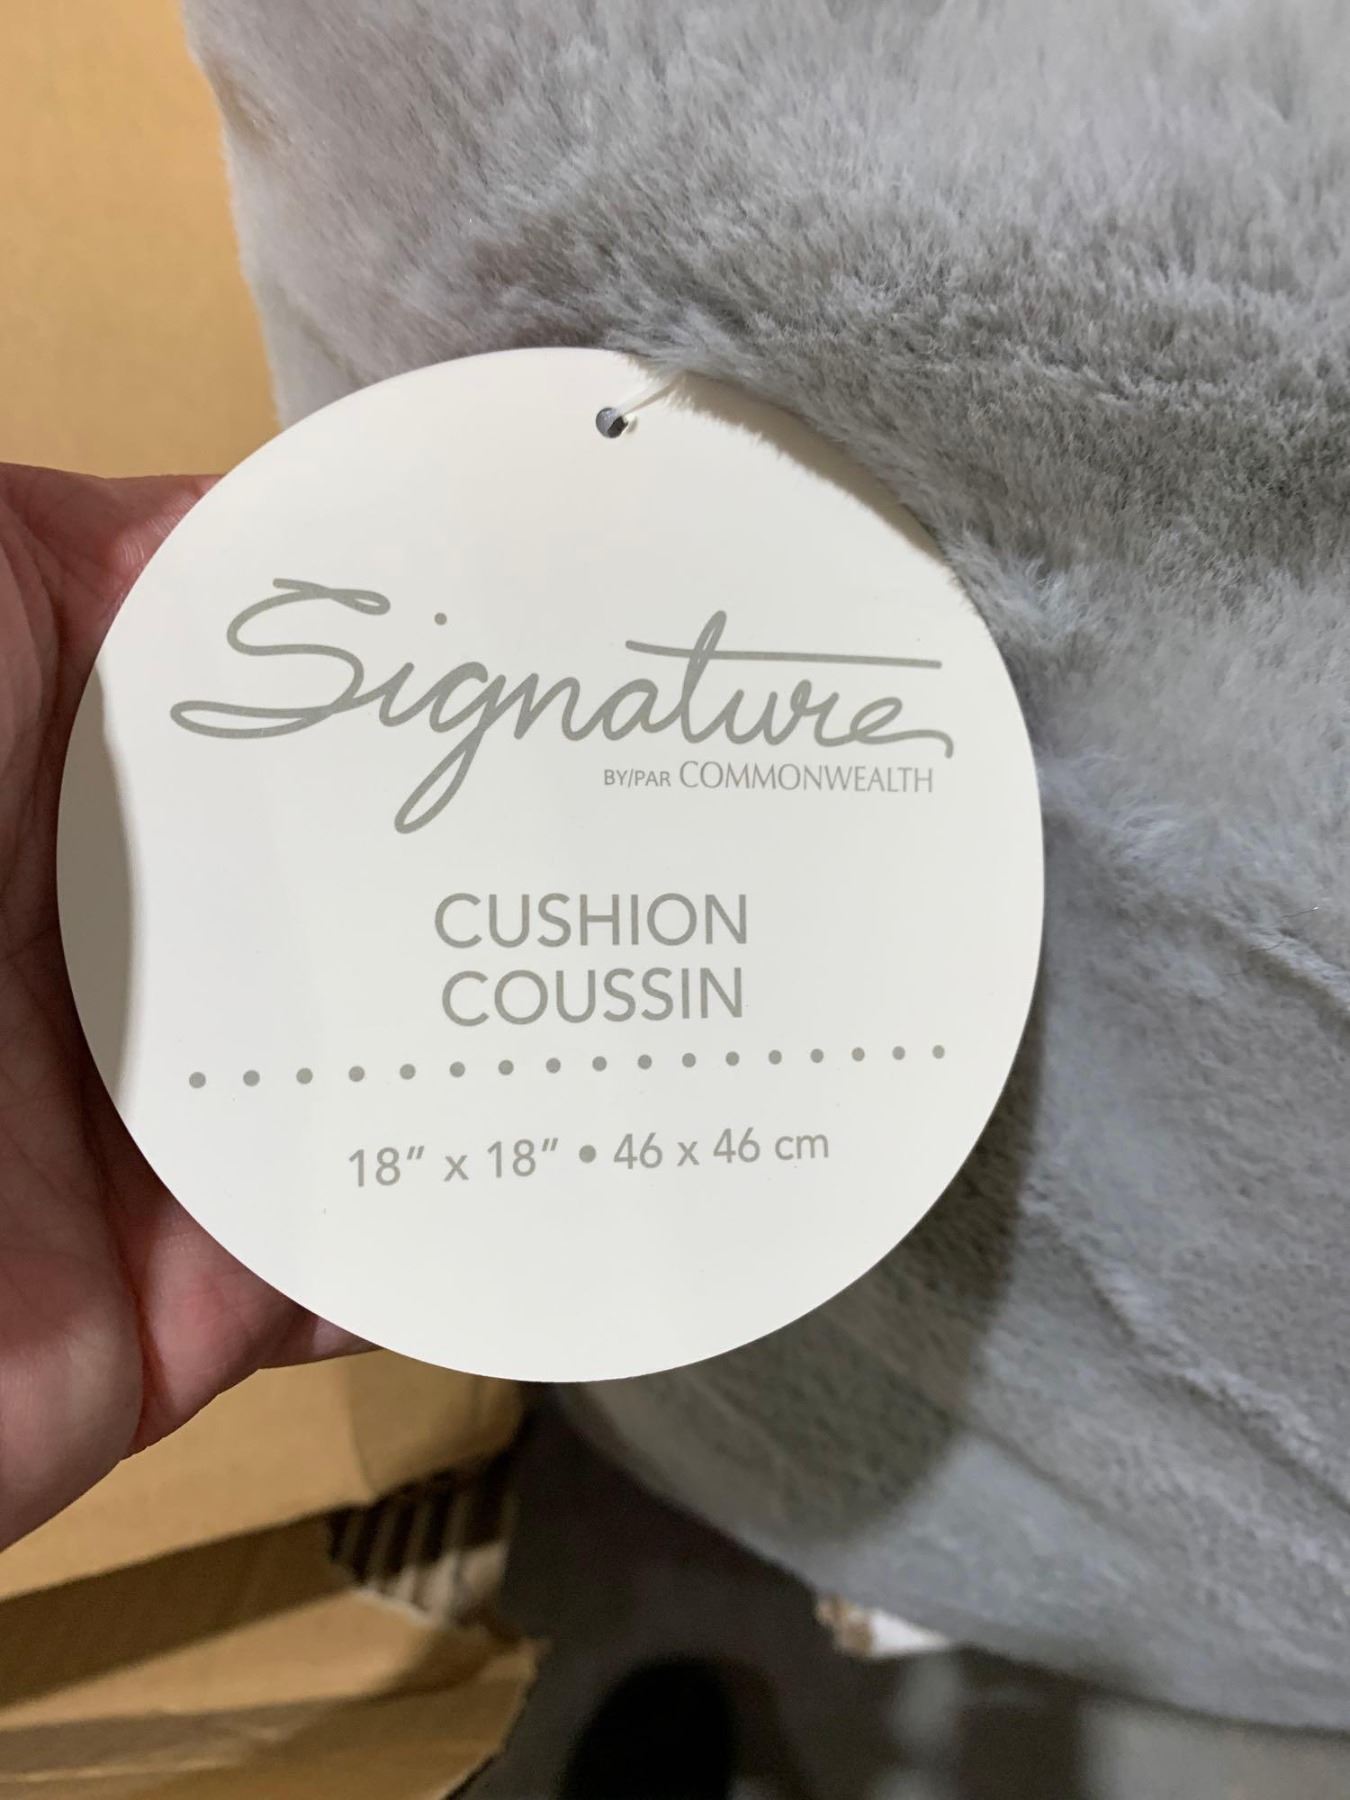 Signature
BY/PAR COMMONWEALTH
CUSHION
COUSSIN
18” x 18” • 46 x 46 cm